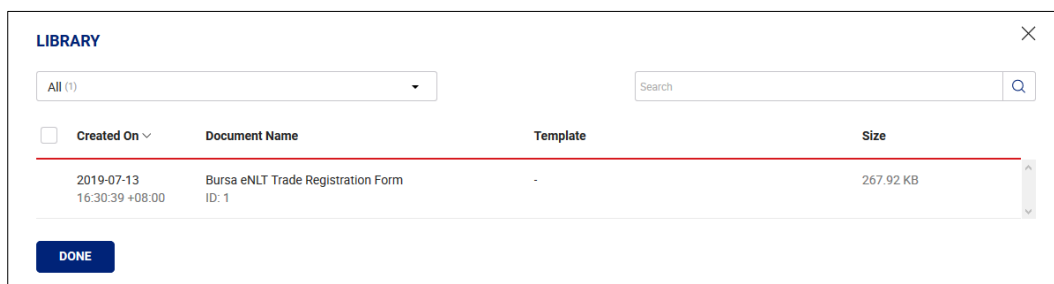 LIBRARY
All (1)
Search
Created On
Document Name
Template
Size
2019-07-13
16:30:39 +08:00
Bursa eNLT Trade Registration Form
ID: 1
-
267.92 KB
DONE